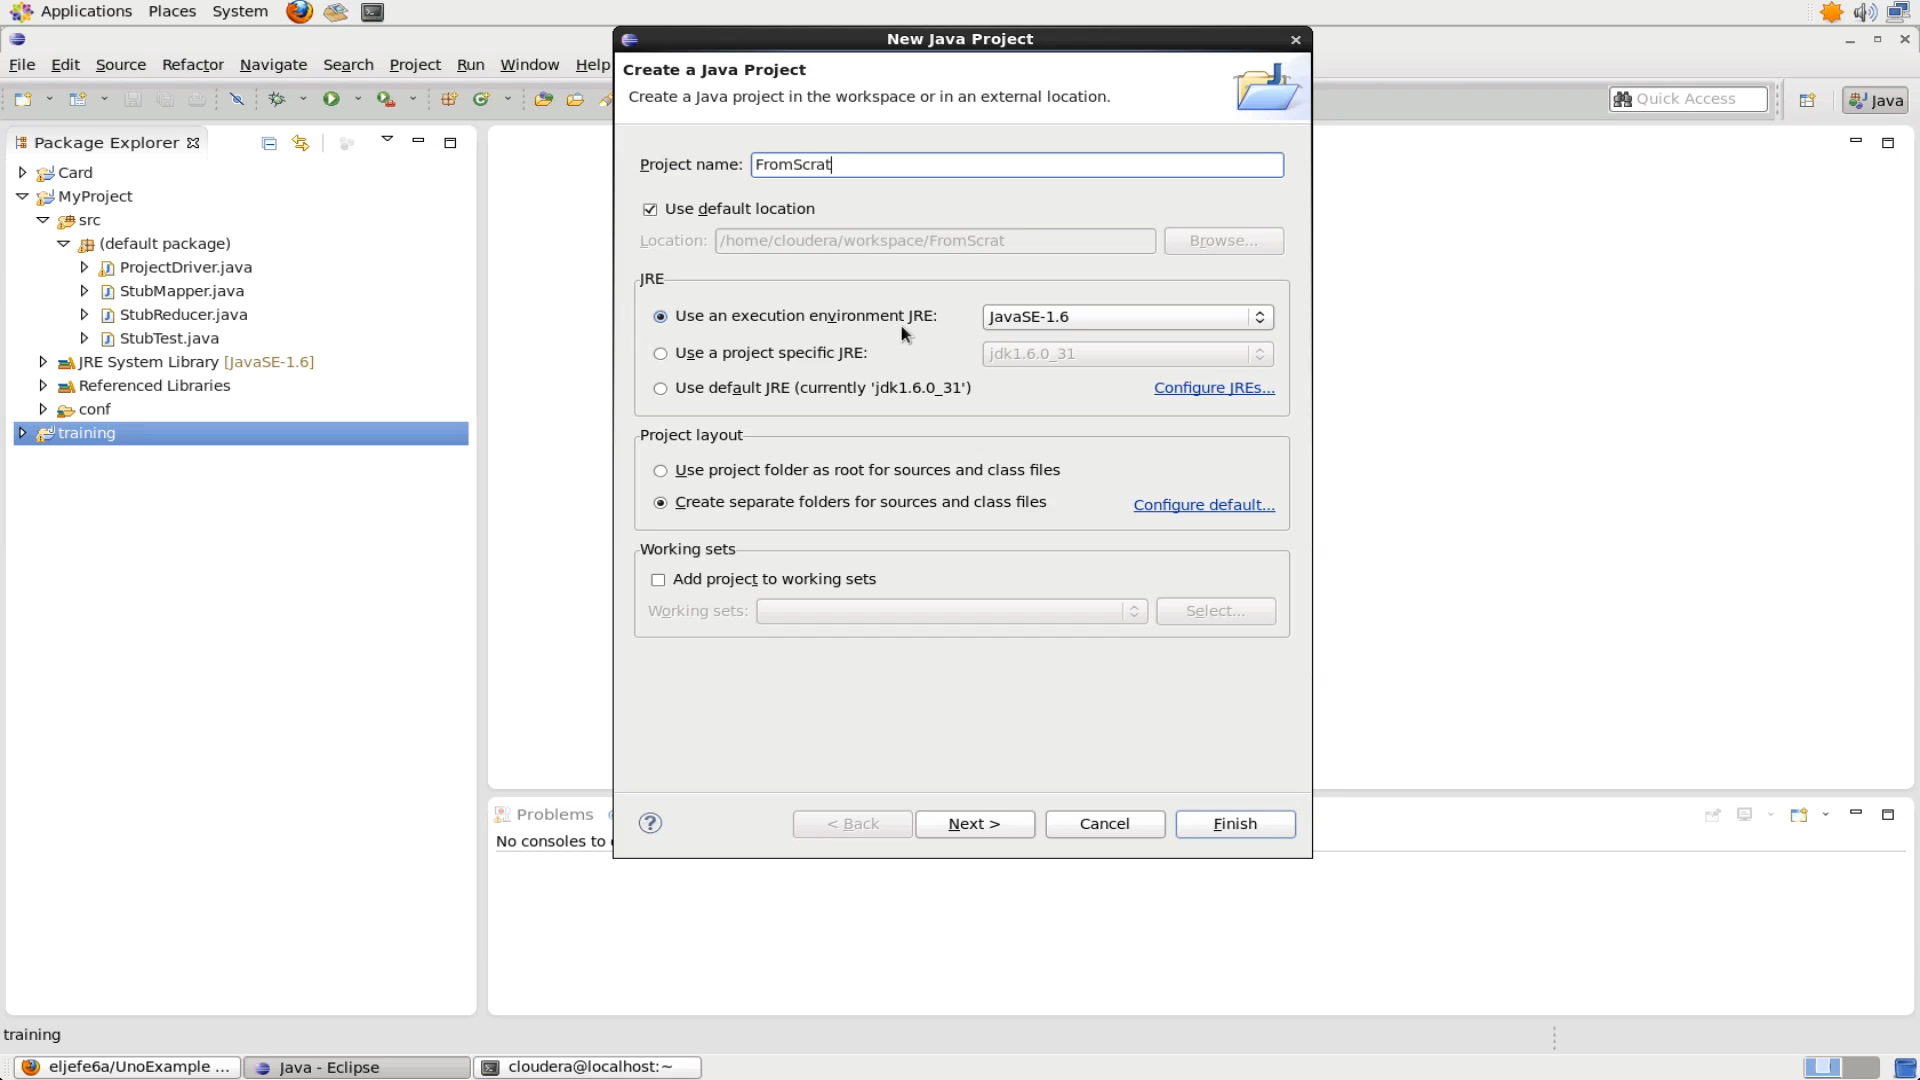 Applications Places System
New Java Project
File Edit Source Refactor Navigate Search Project Run Window Help
Create a Java Project
Create a Java project in the workspace or in an external location.
Quick Access
Java
Package Explorer
Card
MyProject
src
(default package)
ProjectDriver.java
StubMapper.java
StubReducer.java
StubTest.java
JRE System Library [JavaSE-1.6]
Referenced Libraries
conf
training
Project name: FromScrat
Use default location
Location: /home/cloudera/workspace/FromScrat Browse...
JRE
Use an execution environment JRE: JavaSE-1.6
Use a project specific JRE: jdk1.6.0_31
Use default JRE (currently 'jdk1.6.0_31') Configure JREs...
Project layout
Use project folder as root for sources and class files
Create separate folders for sources and class files Configure default...
Working sets
Add project to working sets
Working sets: Select...
< Back Next > Cancel Finish
Problems
No consoles to
training
eljefe6a/UnoExample ... Java - Eclipse cloudera@localhost:~